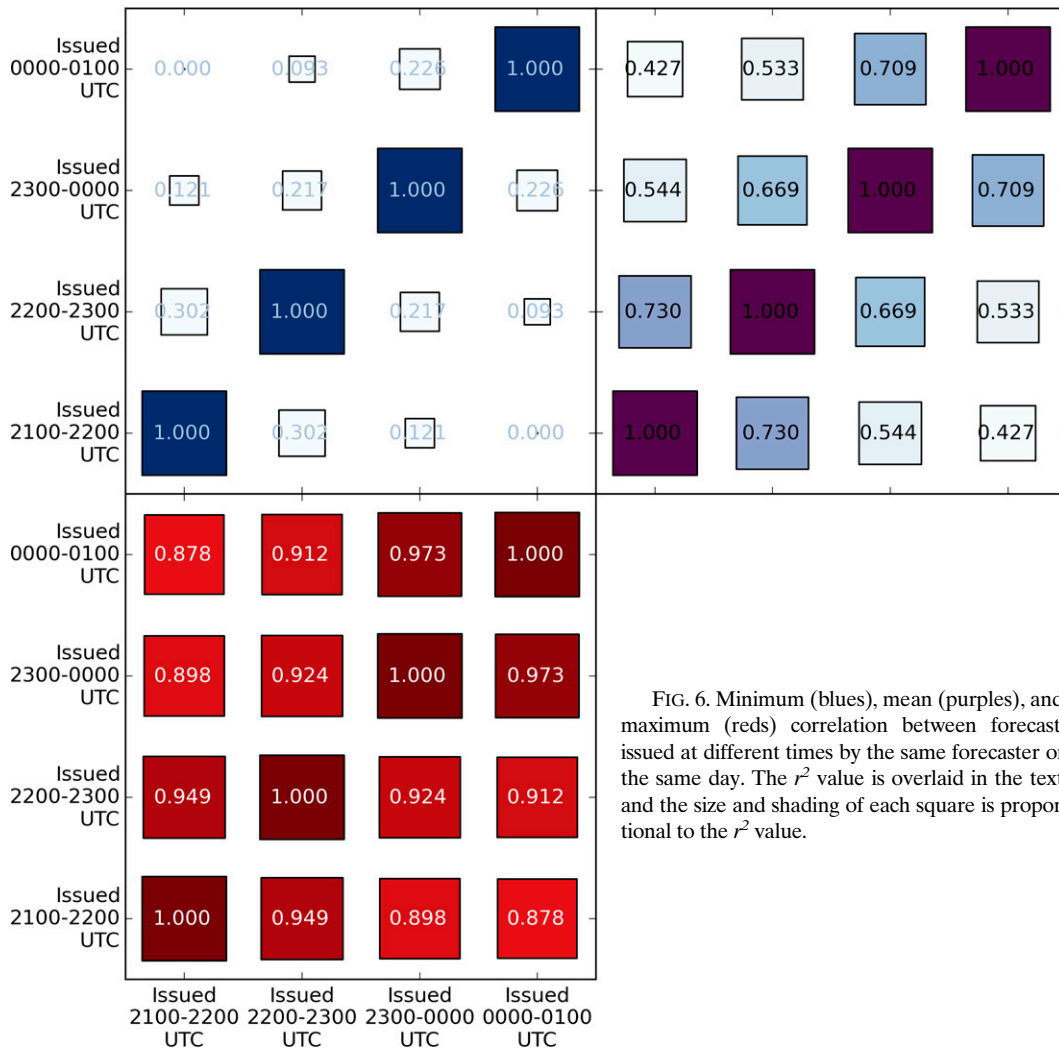 Issued
0000-0100
UTC
0.000 0.093 0.226 1.000 0.427 0.533 0.709 1.000
Issued
2300-0000
UTC
0.121 0.217 1.000 0.226 0.544 0.669 1.000 0.709
Issued
2200-2300
UTC
0.302 1.000 0.217 0.093 0.730 1.000 0.669 0.533
Issued
2100-2200
UTC
1.000 0.302 0.121 0.000 1.000 0.730 0.544 0.427
Issued
0000-0100
UTC
0.878 0.912 0.973 1.000
Issued
2300-0000
UTC
0.898 0.924 1.000 0.973
Issued
2200-2300
UTC
0.949 1.000 0.924 0.912
Issued
2100-2200
UTC
1.000 0.949 0.898 0.878
Issued Issued Issued Issued
2100-2200 2200-2300 2300-0000 0000-0100
UTC UTC UTC UTC
FIG. 6. Minimum (blues), mean (purples), and
maximum (reds) correlation between forecast
issued at different times by the same forecaster o
the same day. The r² value is overlaid in the text
and the size and shading of each square is propor
tional to the r² value.